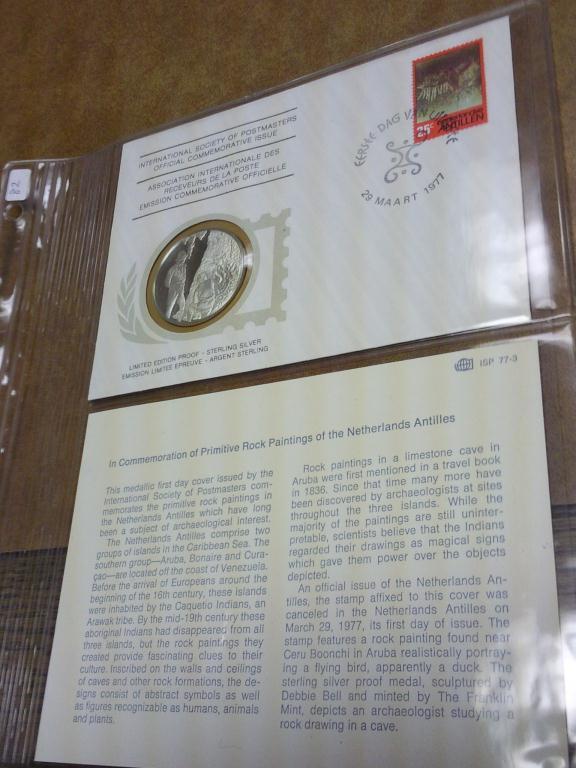 82
INTERNATIONAL SOCIETY OF POSTMASTERS
OFFICIAL COMMEMORATIVE ISSUE
ASSOCIATION INTERNATIONALE DES
RECEVEURS DE LA POSTE
EMISSION COMMEMORATIVE OFFICIELLE
25c
ANTILLEN
EERSTE DAG VAN
29 MAART 1977
LIMITED EDITION PROOF - STERLING SILVER
EMISSION LIMITEE EPREUVE - ARGENT STERLING
ISP 77-3
In Commemoration of Primitive Rock Paintings of the Netherlands Antilles
This medallic first day cover issued by the
International Society of Postmasters com-
memorates the primitive rock paintings in
the Netherlands Antilles which have long
been a subject of archaeological interest.
The Netherlands Antilles comprise two
groups of islands in the Caribbean Sea. The
southern group—Aruba, Bonaire and Cura-
çao—are located off the coast of Venezuela.
Before the arrival of Europeans around the
beginning of the 16th century, these islands
were inhabited by the Caquetio Indians, an
Arawak tribe. By the mid-19th century these
aboriginal Indians had disappeared from all
three islands, but the rock paintings they
created provide fascinating clues to their
culture. Inscribed on the walls and ceilings
of caves and other rock formations, the de-
signs consist of abstract symbols as well
as figures recognizable as humans, animals
and plants.
Rock paintings in a limestone cave in
Aruba were first mentioned in a travel book
in 1836. Since that time many more have
been discovered by archaeologists at sites
throughout the three islands. While the
majority of the paintings are still uninter-
pretable, scientists believe that the Indians
regarded their drawings as magical signs
which gave them power over the objects
depicted.
An official issue of the Netherlands An-
tilles, the stamp affixed to this cover was
canceled in the Netherlands Antilles on
March 29, 1977, its first day of issue. The
stamp features a rock painting found near
Ceru Boonchi in Aruba realistically portray-
ing a flying bird, apparently a duck. The
sterling silver proof medal, sculptured by
Debbie Bell and minted by The Franklin
Mint, depicts an archaeologist studying a
rock drawing in a cave.